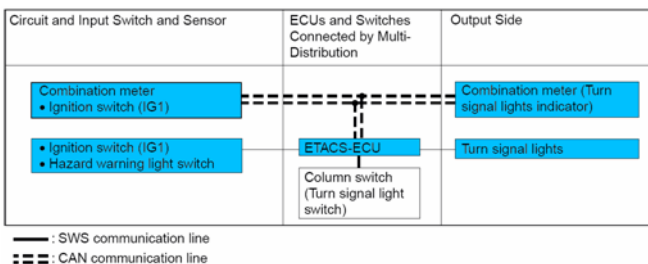 Circuit and Input Switch and Sensor
ECUs and Switches
Connected by Multi-
Distribution
Output Side
Combination meter
• Ignition switch (IG1)
Combination meter (Turn
signal lights indicator)
• Ignition switch (IG1)
• Hazard warning light switch
ETACS-ECU
Turn signal lights
Column switch
(Turn signal light
switch)
: SWS communication line
: CAN communication line